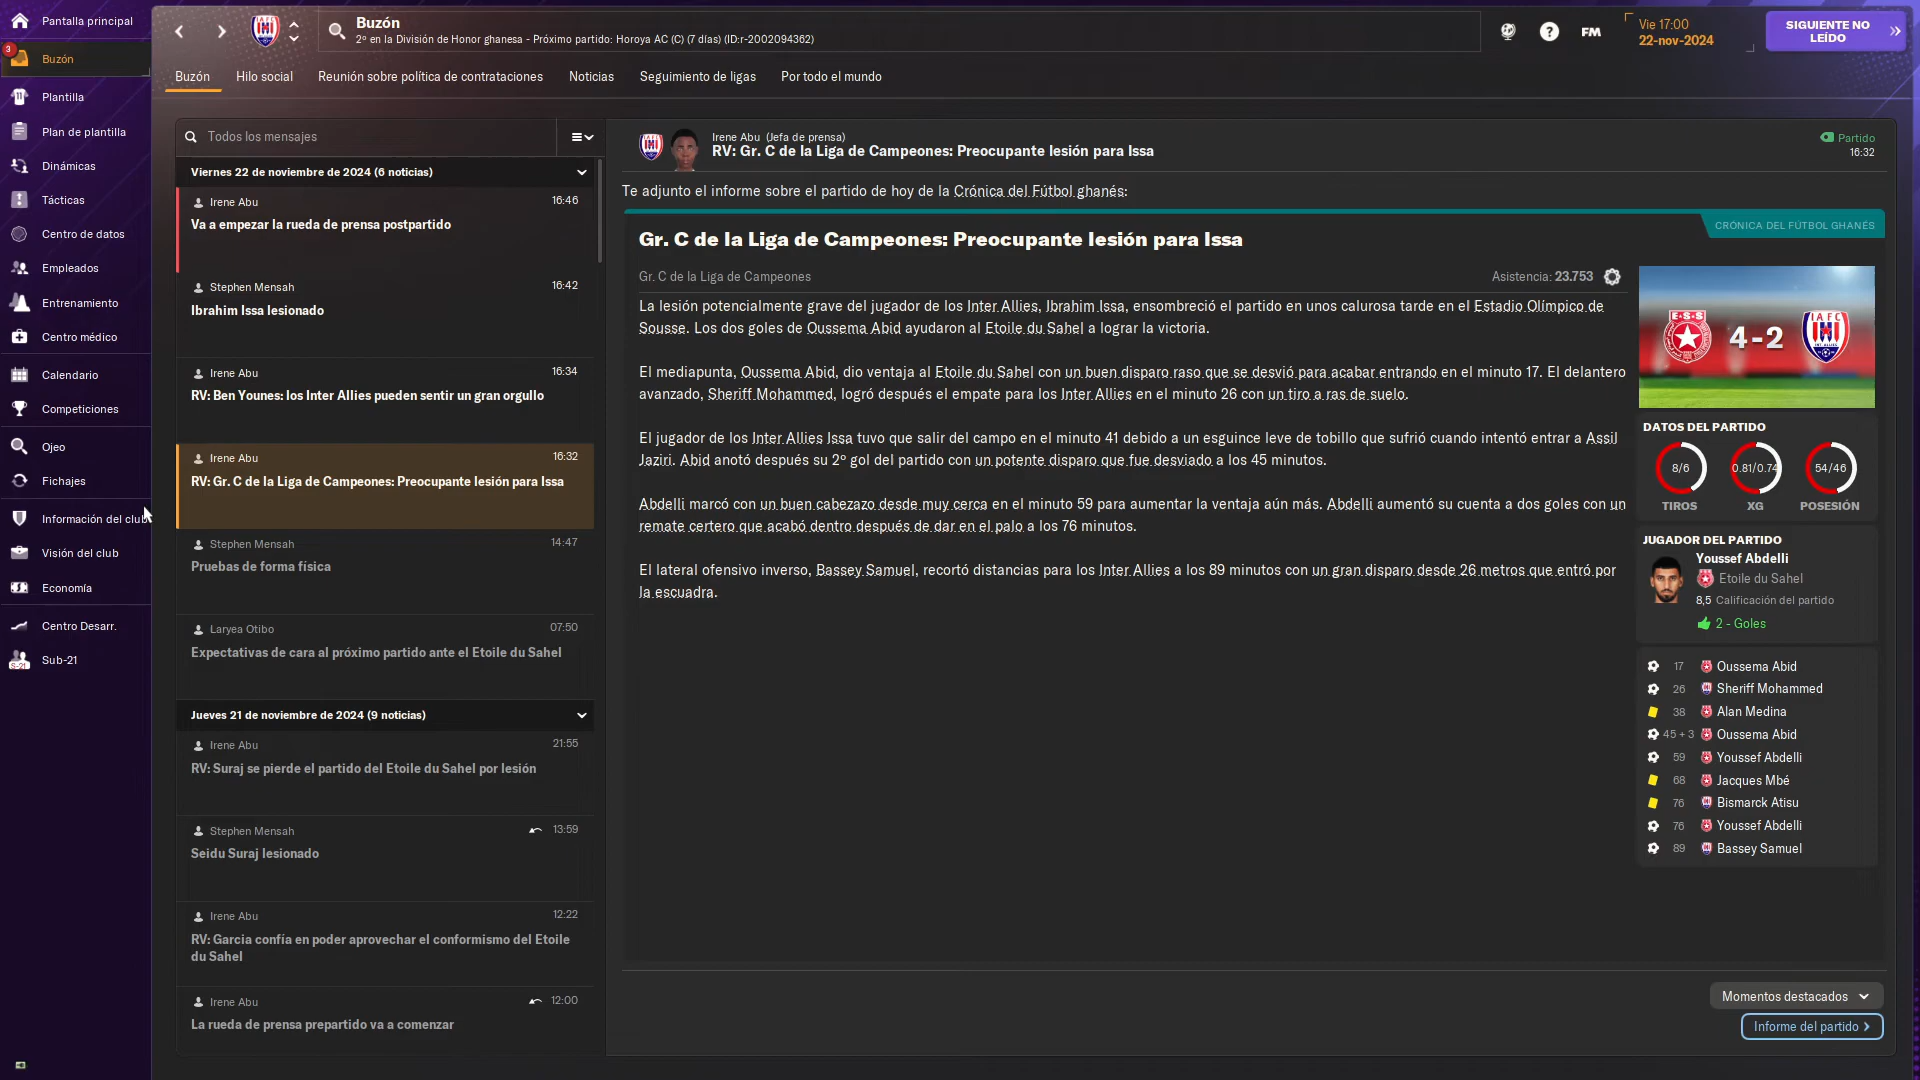 Pantalla principal
3
Buzón
Plantilla
Plan de plantilla
Dinámicas
Tácticas
Centro de datos
Empleados
Entrenamiento
Centro médico
Calendario
Competiciones
Ojeo
Fichajes
Información del club
Visión del club
Economía
Centro Desarr.
Sub-21
Buzón
2º en la División de Honor ghanesa - Próximo partido: Horoya AC (C) (7 días) (ID:r-2002094362)
FM
Vie 17:00
22-nov-2024
SIGUIENTE NO LEÍDO
Buzón
Hilo social
Reunión sobre política de contrataciones
Noticias
Seguimiento de ligas
Por todo el mundo
Todos los mensajes
Viernes 22 de noviembre de 2024 (6 noticias)
Irene Abu 16:46
Va a empezar la rueda de prensa postpartido
Stephen Mensah 16:42
Ibrahim Issa lesionado
Irene Abu 16:34
RV: Ben Younes: los Inter Allies pueden sentir un gran orgullo
Irene Abu 16:32
RV: Gr. C de la Liga de Campeones: Preocupante lesión para Issa
Stephen Mensah 14:47
Pruebas de forma física
Laryea Otibo 07:50
Expectativas de cara al próximo partido ante el Etoile du Sahel
Jueves 21 de noviembre de 2024 (9 noticias)
Irene Abu 21:55
RV: Suraj se pierde el partido del Etoile du Sahel por lesión
Stephen Mensah 13:59
Seidu Suraj lesionado
Irene Abu 12:22
RV: Garcia confía en poder aprovechar el conformismo del Etoile
du Sahel
Irene Abu 12:00
La rueda de prensa prepartido va a comenzar
Irene Abu (Jefa de prensa)
RV: Gr. C de la Liga de Campeones: Preocupante lesión para Issa
Partido
16:32
Te adjunto el informe sobre el partido de hoy de la Crónica del Fútbol ghanés:
CRÓNICA DEL FÚTBOL GHANÉS
Gr. C de la Liga de Campeones: Preocupante lesión para Issa
Gr. C de la Liga de Campeones
Asistencia: 23.753
La lesión potencialmente grave del jugador de los Inter Allies, Ibrahim Issa, ensombreció el partido en unos calurosa tarde en el Estadio Olímpico de
Sousse. Los dos goles de Oussema Abid ayudaron al Etoile du Sahel a lograr la victoria.
El mediapunta, Oussema Abid, dio ventaja al Etoile du Sahel con un buen disparo raso que se desvió para acabar entrando en el minuto 17. El delantero
avanzado, Sheriff Mohammed, logró después el empate para los Inter Allies en el minuto 26 con un tiro a ras de suelo.
El jugador de los Inter Allies Issa tuvo que salir del campo en el minuto 41 debido a un esguince leve de tobillo que sufrió cuando intentó entrar a Assil
Jaziri. Abid anotó después su 2º gol del partido con un potente disparo que fue desviado a los 45 minutos.
Abdelli marcó con un buen cabezazo desde muy cerca en el minuto 59 para aumentar la ventaja aún más. Abdelli aumentó su cuenta a dos goles con un
remate certero que acabó dentro después de dar en el palo a los 76 minutos.
El lateral ofensivo inverso, Bassey Samuel, recortó distancias para los Inter Allies a los 89 minutos con un gran disparo desde 26 metros que entró por
la escuadra.
E S S
4-2
IAFC
DATOS DEL PARTIDO
8/6
0.81/0.74
54/46
TIROS
XG
POSESIÓN
JUGADOR DEL PARTIDO
Youssef Abdelli
Etoile du Sahel
8,5 Calificación del partido
2 - Goles
17 Oussema Abid
26 Sheriff Mohammed
38 Alan Medina
45 + 3 Oussema Abid
59 Youssef Abdelli
68 Jacques Mbé
76 Bismarck Atisu
76 Youssef Abdelli
89 Bassey Samuel
Momentos destacados
Informe del partido